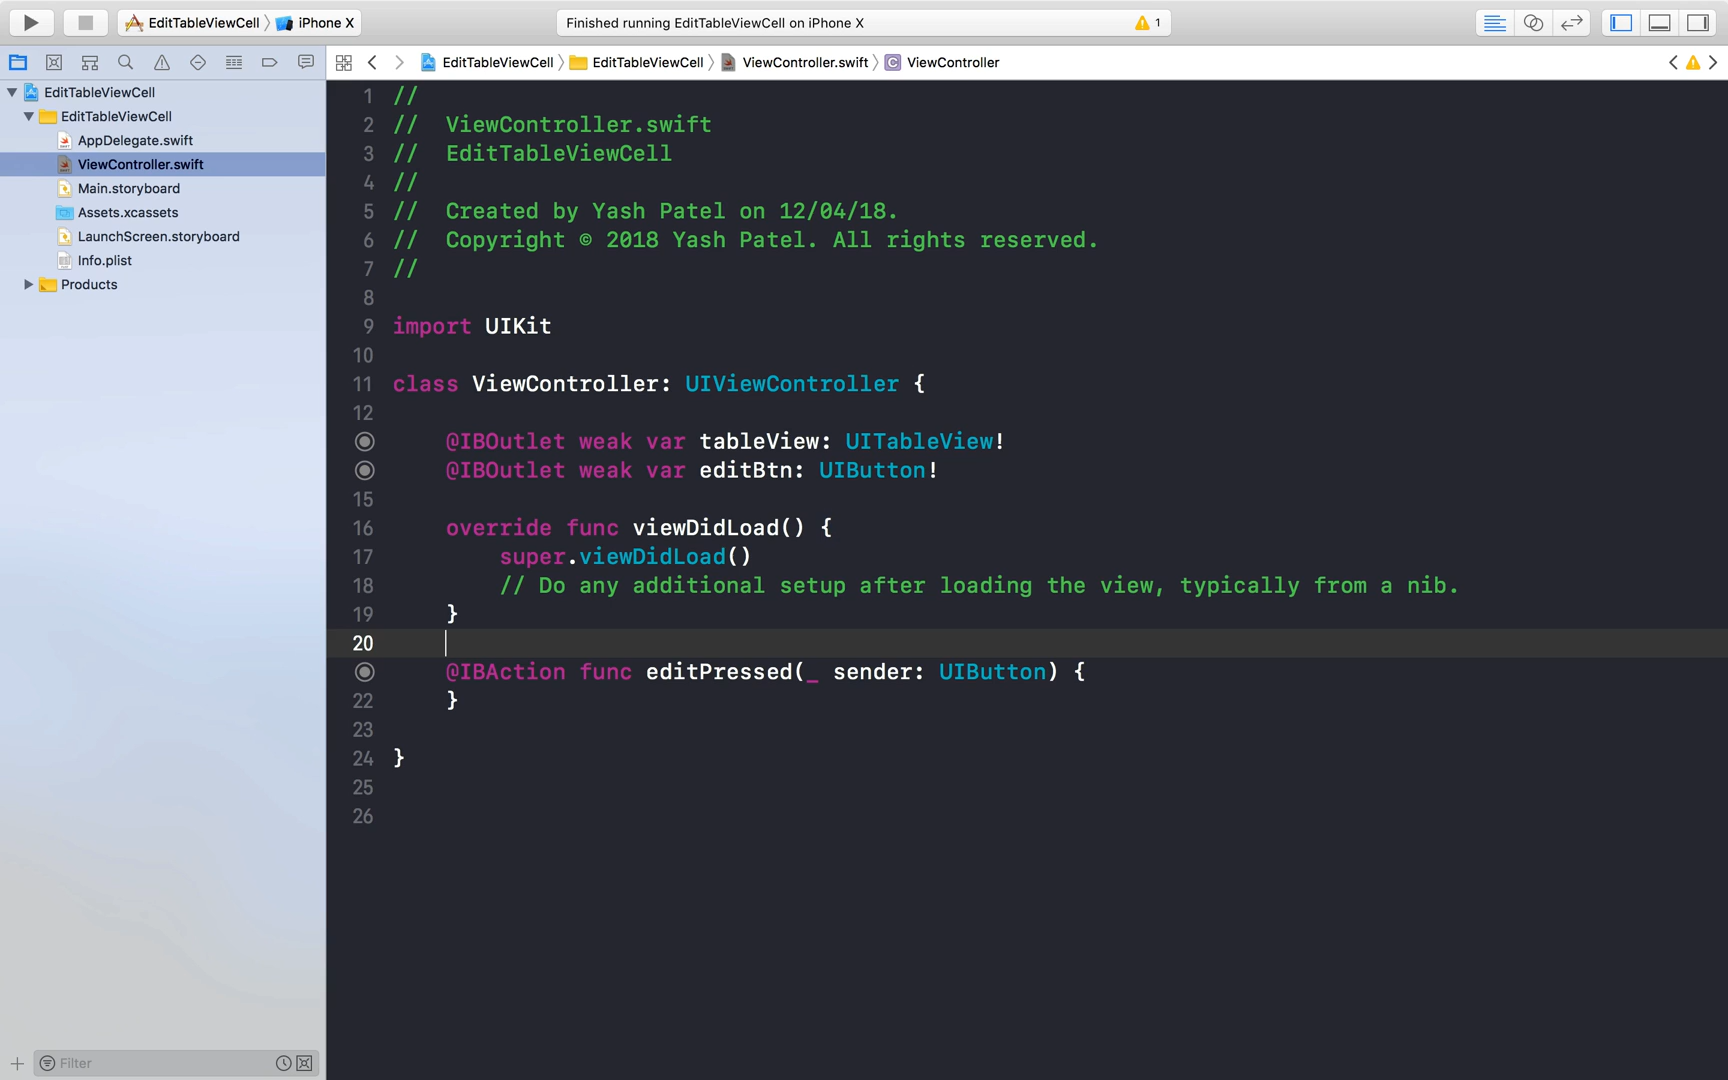 EditTableViewCell 〉 iPhone X
Finished running EditTableViewCell on iPhone X
1
EditTableViewCell 〉 EditTableViewCell 〉 ViewController.swift 〉 C ViewController
EditTableViewCell
EditTableViewCell
AppDelegate.swift
ViewController.swift
Main.storyboard
Assets.xcassets
LaunchScreen.storyboard
Info.plist
Products
Filter
1 //
2 //  ViewController.swift
3 //  EditTableViewCell
4 //
5 //  Created by Yash Patel on 12/04/18.
6 //  Copyright © 2018 Yash Patel. All rights reserved.
7 //
8
9 import UIKit
10
11 class ViewController: UIViewController {
12
@IBOutlet weak var tableView: UITableView!
@IBOutlet weak var editBtn: UIButton!
15
16 override func viewDidLoad() {
17 super.viewDidLoad()
18 // Do any additional setup after loading the view, typically from a nib.
19 }
20
@IBAction func editPressed(_ sender: UIButton) {
22 }
23
24 }
25
26